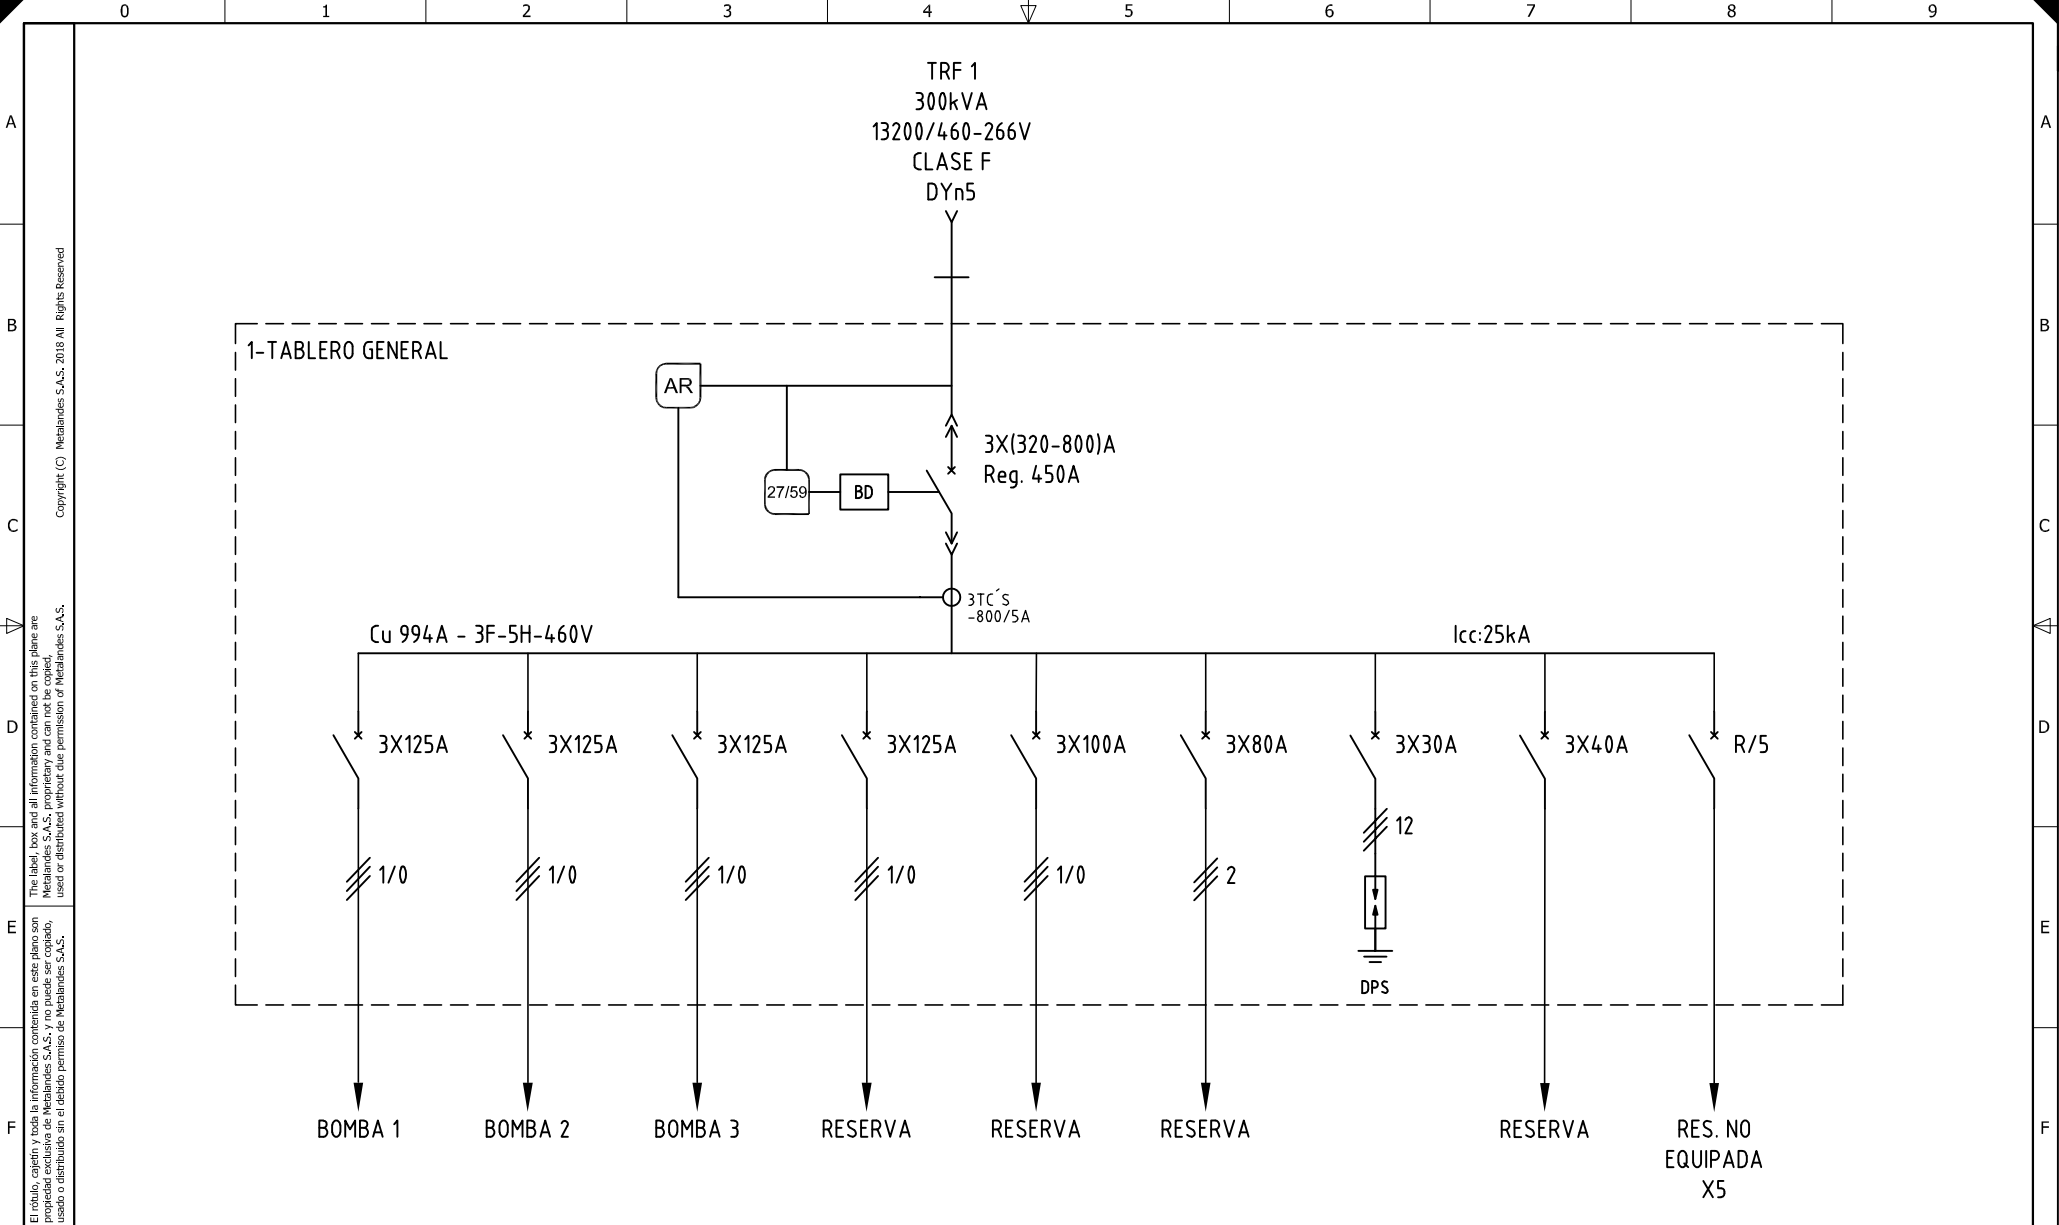 0 1 2 3 4 5 6 7 8 9
A A
B B
C C
D D
E E
F F
TRF 1
300kVA
13200/460-266V
CLASE F
DYn5
1-TABLERO GENERAL
AR
3X(320-800)A
Reg. 450A
27/59
BD
3TC´S
-800/5A
Cu 994A - 3F-5H-460V
Icc:25kA
3X125A 3X125A 3X125A 3X125A 3X100A 3X80A 3X30A 3X40A R/5
12
1/0 1/0 1/0 1/0 1/0 2
DPS
BOMBA 1 BOMBA 2 BOMBA 3 RESERVA RESERVA RESERVA RESERVA RES. NO
EQUIPADA
X5
Copyright (C) Metalandes S.A.S. 2018 All Rights Reserved
The label, box and all information contained on this plane are
Metalandes S.A.S. proprietary and can not be copied,
used or distributed without due permission of Metalandes S.A.S.
El rótulo, cajetín y toda la información contenida en este plano son
propiedad exclusiva de Metalandes S.A.S. y no puede ser copiado,
usado o distribuido sin el debido permiso de Metalandes S.A.S.